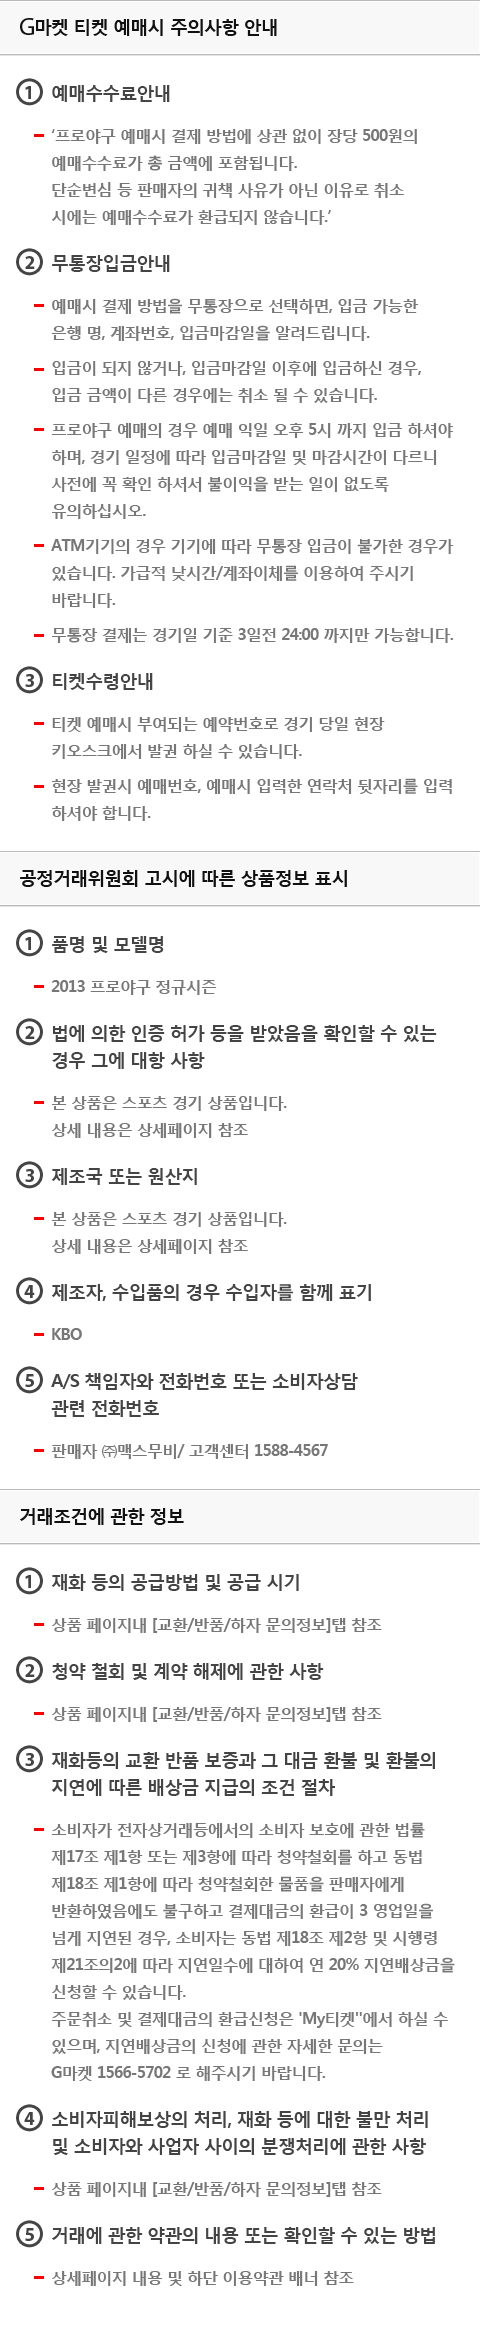 G마켓 티켓 예매시 주의사항 안내
① 예매수수료안내
‘프로야구 예매시 결제 방법에 상관 없이 장당 500원의
예매수수료가 총 금액에 포함됩니다.
단순변심 등 판매자의 귀책 사유가 아닌 이유로 취소
시에는 예매수수료가 환급되지 않습니다.’
② 무통장입금안내
예매시 결제 방법을 무통장으로 선택하면, 입금 가능한
은행 명, 계좌번호, 입금마감일을 알려드립니다.
입금이 되지 않거나, 입금마감일 이후에 입금하신 경우,
입금 금액이 다른 경우에는 취소 될 수 있습니다.
프로야구 예매의 경우 예매 익일 오후 5시 까지 입금 하셔야
하며, 경기 일정에 따라 입금마감일 및 마감시간이 다르니
사전에 꼭 확인 하셔서 불이익을 받는 일이 없도록
유의하십시오.
ATM기기의 경우 기기에 따라 무통장 입금이 불가한 경우가
있습니다. 가급적 낮시간/계좌이체를 이용하여 주시기
바랍니다.
무통장 결제는 경기일 기준 3일전 24:00 까지만 가능합니다.
③ 티켓수령안내
티켓 예매시 부여되는 예약번호로 경기 당일 현장
키오스크에서 발권 하실 수 있습니다.
현장 발권시 예매번호, 예매시 입력한 연락처 뒷자리를 입력
하셔야 합니다.
공정거래위원회 고시에 따른 상품정보 표시
① 품명 및 모델명
2013 프로야구 정규시즌
② 법에 의한 인증 허가 등을 받았음을 확인할 수 있는
경우 그에 대항 사항
본 상품은 스포츠 경기 상품입니다.
상세 내용은 상세페이지 참조
③ 제조국 또는 원산지
본 상품은 스포츠 경기 상품입니다.
상세 내용은 상세페이지 참조
④ 제조자, 수입품의 경우 수입자를 함께 표기
KBO
⑤ A/S 책임자와 전화번호 또는 소비자상담
관련 전화번호
판매자 ㈜맥스무비/ 고객센터 1588-4567
거래조건에 관한 정보
① 재화 등의 공급방법 및 공급 시기
상품 페이지내 [교환/반품/하자 문의정보]탭 참조
② 청약 철회 및 계약 해제에 관한 사항
상품 페이지내 [교환/반품/하자 문의정보]탭 참조
③ 재화등의 교환 반품 보증과 그 대금 환불 및 환불의
지연에 따른 배상금 지급의 조건 절차
소비자가 전자상거래등에서의 소비자 보호에 관한 법률
제17조 제1항 또는 제3항에 따라 청약철회를 하고 동법
제18조 제1항에 따라 청약철회한 물품을 판매자에게
반환하였음에도 불구하고 결제대금의 환급이 3 영업일을
넘게 지연된 경우, 소비자는 동법 제18조 제2항 및 시행령
제21조의2에 따라 지연일수에 대하여 연 20% 지연배상금을
신청할 수 있습니다.
주문취소 및 결제대금의 환급신청은 'My티켓''에서 하실 수
있으며, 지연배상금의 신청에 관한 자세한 문의는
G마켓 1566-5702 로 해주시기 바랍니다.
④ 소비자피해보상의 처리, 재화 등에 대한 불만 처리
및 소비자와 사업자 사이의 분쟁처리에 관한 사항
상품 페이지내 [교환/반품/하자 문의정보]탭 참조
⑤ 거래에 관한 약관의 내용 또는 확인할 수 있는 방법
상세페이지 내용 및 하단 이용약관 배너 참조